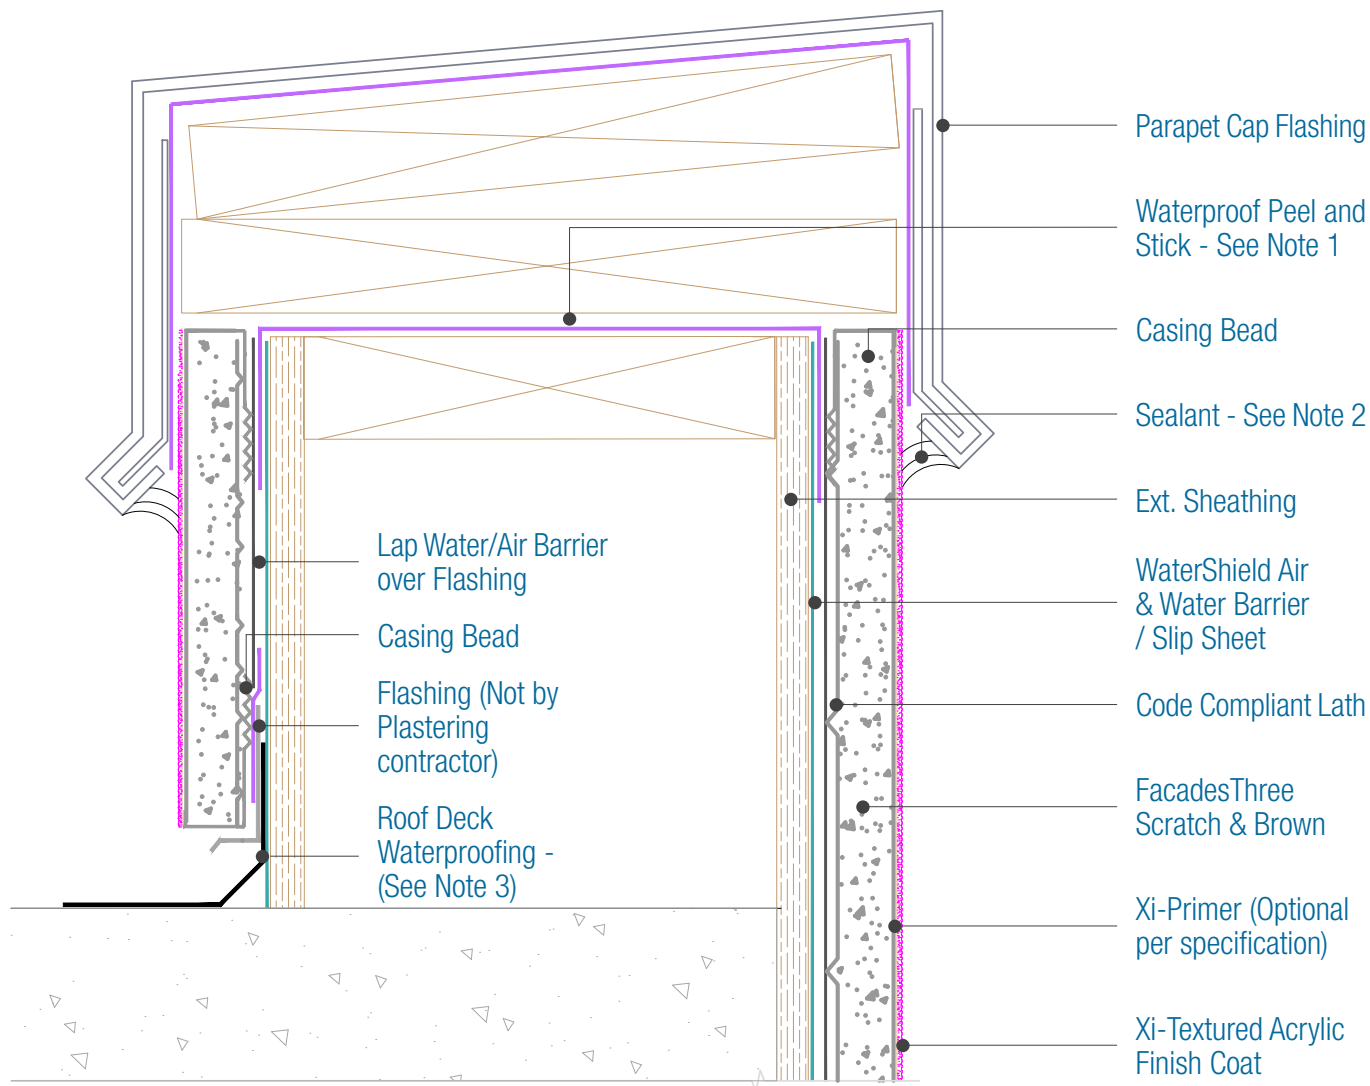 Parapet Cap Flashing
Waterproof Peel and
Stick - See Note 1
Casing Bead
Sealant - See Note 2
Ext. Sheathing
WaterShield Air
& Water Barrier
/ Slip Sheet
Code Compliant Lath
FacadesThree
Scratch & Brown
Xi-Primer (Optional
per specification)
Xi-Textured Acrylic
Finish Coat
Lap Water/Air Barrier
over Flashing
Casing Bead
Flashing (Not by
Plastering
contractor)
Roof Deck
Waterproofing -
(See Note 3)